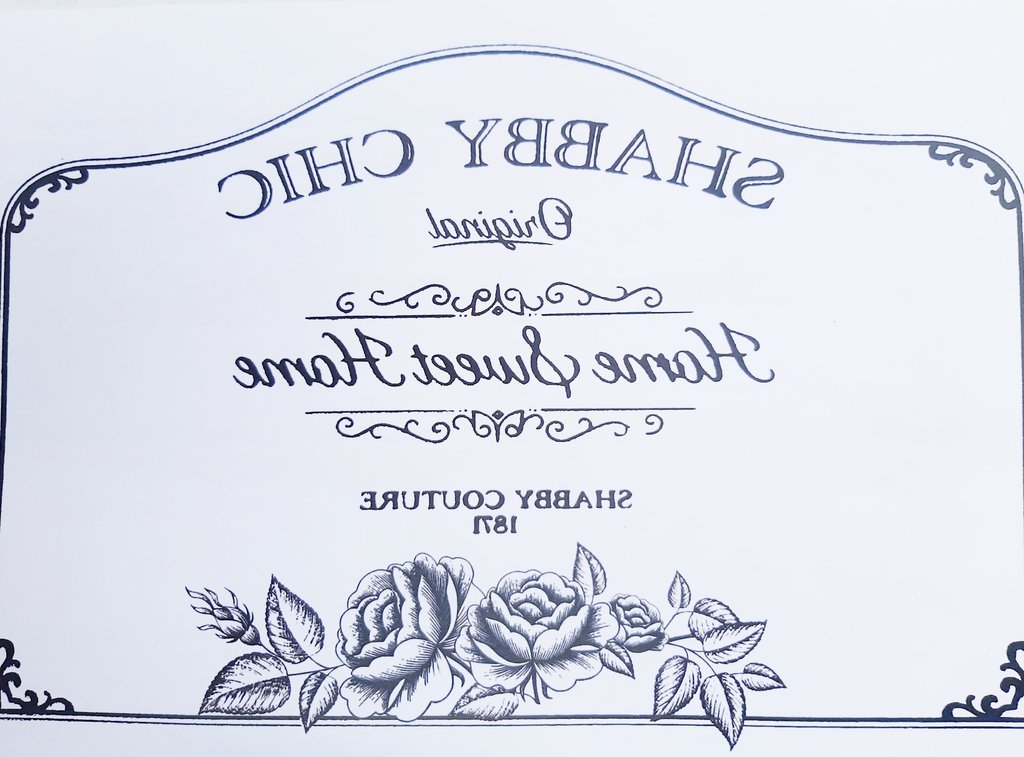 SHABBY CHIC
Original
Home Sweet Home
SHABBY COUTURE
1871